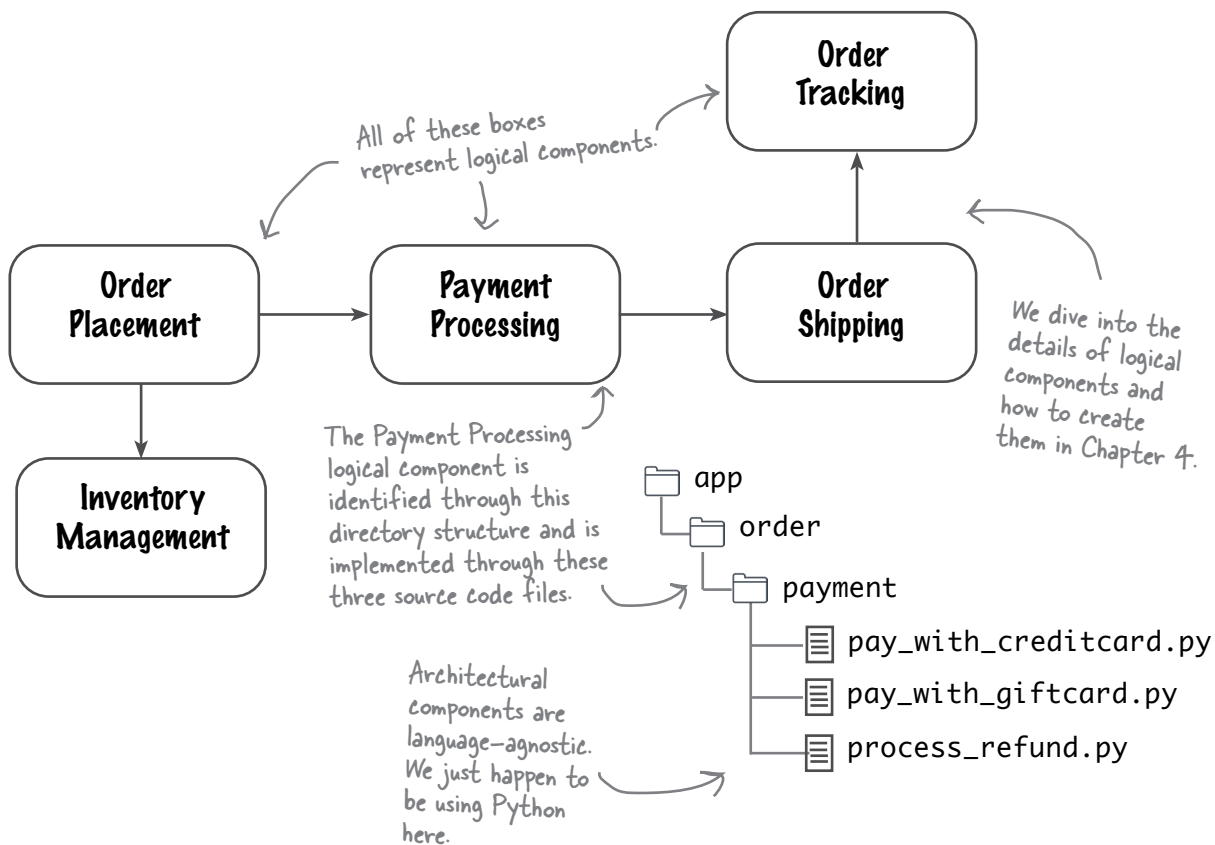 Order
Tracking
All of these boxes
represent logical components.
Order
Placement
Payment
Processing
Order
Shipping
We dive into the
details of logical
components and
how to create
them in Chapter 4.
Inventory
Management
The Payment Processing
logical component is
identified through this
directory structure and is
implemented through these
three source code files.
app
order
payment
pay_with_creditcard.py
pay_with_giftcard.py
process_refund.py
Architectural
components are
language-agnostic.
We just happen to
be using Python
here.